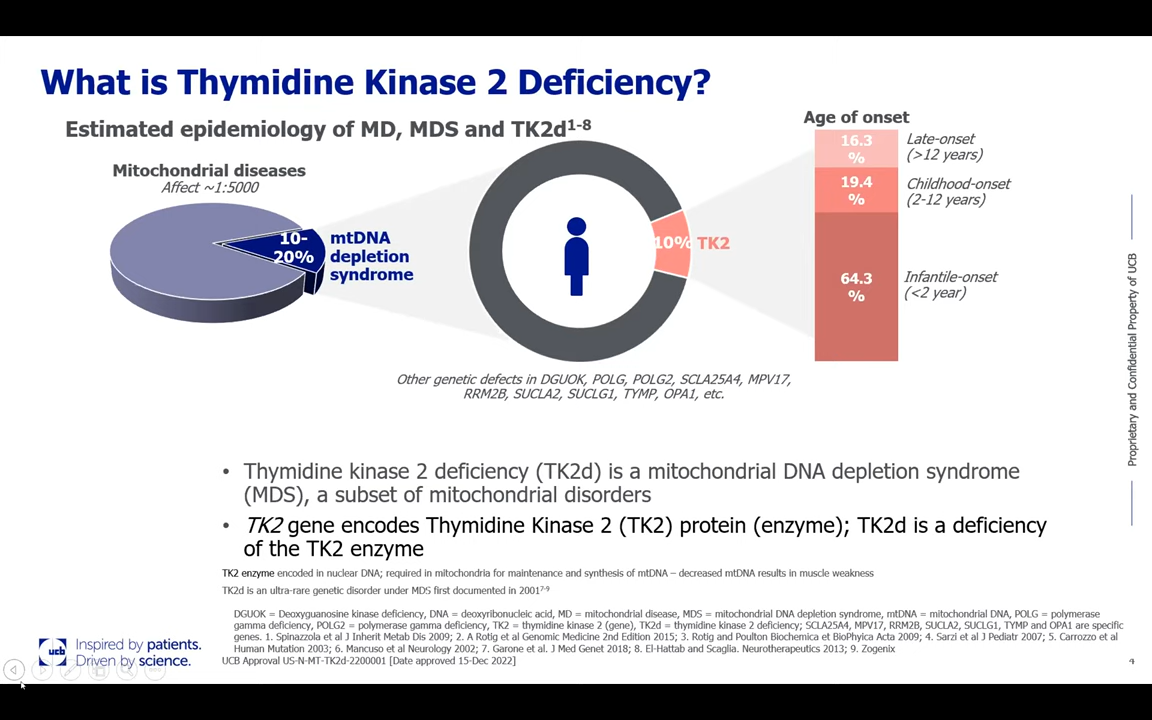 What is Thymidine Kinase 2 Deficiency?
Estimated epidemiology of MD, MDS and TK2d1-8
Mitochondrial diseases
Affect ~1:5000
10-
20%
mtDNA
depletion
syndrome
10%
TK2
Age of onset
16.3
%
Late-onset
(>12 years)
19.4
%
Childhood-onset
(2-12 years)
64.3
%
Infantile-onset
(<2 year)
Other genetic defects in DGUOK, POLG, POLG2, SCLA25A4, MPV17,
RRM2B, SUCLA2, SUCLG1, TYMP, OPA1, etc.
• Thymidine kinase 2 deficiency (TK2d) is a mitochondrial DNA depletion syndrome
(MDS), a subset of mitochondrial disorders
• TK2 gene encodes Thymidine Kinase 2 (TK2) protein (enzyme); TK2d is a deficiency
of the TK2 enzyme
TK2 enzyme encoded in nuclear DNA; required in mitochondria for maintenance and synthesis of mtDNA – decreased mtDNA results in muscle weakness
TK2d is an ultra-rare genetic disorder under MDS first documented in 20017-9
DGUOK = Deoxyguanosine kinase deficiency, DNA = deoxyribonucleic acid, MD = mitochondrial disease, MDS = mitochondrial DNA depletion syndrome, mtDNA = mitochondrial DNA, POLG = polymerase
gamma deficiency, POLG2 = polymerase gamma deficiency, TK2 = thymidine kinase 2 (gene), TK2d = thymidine kinase 2 deficiency; SCLA25A4, MPV17, RRM2B, SUCLA2, SUCLG1, TYMP and OPA1 are specific
genes. 1. Spinazzola et al J Inherit Metab Dis 2009; 2. A Rotig et al Genomic Medicine 2nd Edition 2015; 3. Rotig and Poulton Biochemica et BioPhyica Acta 2009; 4. Sarzi et al J Pediatr 2007; 5. Carrozzo et al
Human Mutation 2003; 6. Mancuso et al Neurology 2002; 7. Garone et al. J Med Genet 2018; 8. El-Hattab and Scaglia. Neurotherapeutics 2013; 9. Zogenix
UCB Approval US-N-MT-TK2d-2200001 [Date approved 15-Dec 2022]
ucb
Inspired by patients.
Driven by science.
Proprietary and Confidential Property of UCB
4